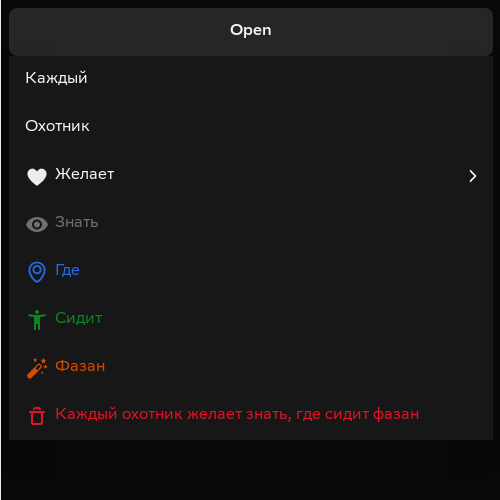 Open
Каждый
Охотник
Желает
Знать
Где
Сидит
Фазан
Каждый охотник желает знать, где сидит фазан